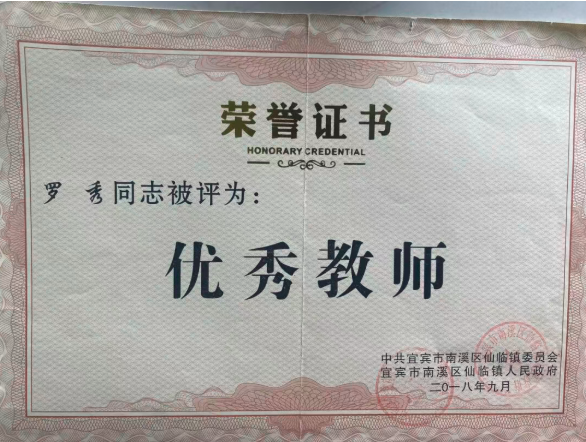 荣誉证书
HONORARY CREDENTIAL
罗 秀同志被评为：
优秀教师
中共宜宾市南溪区仙临镇委员会
宜宾市南溪区仙临镇人民政府
二〇一八年九月